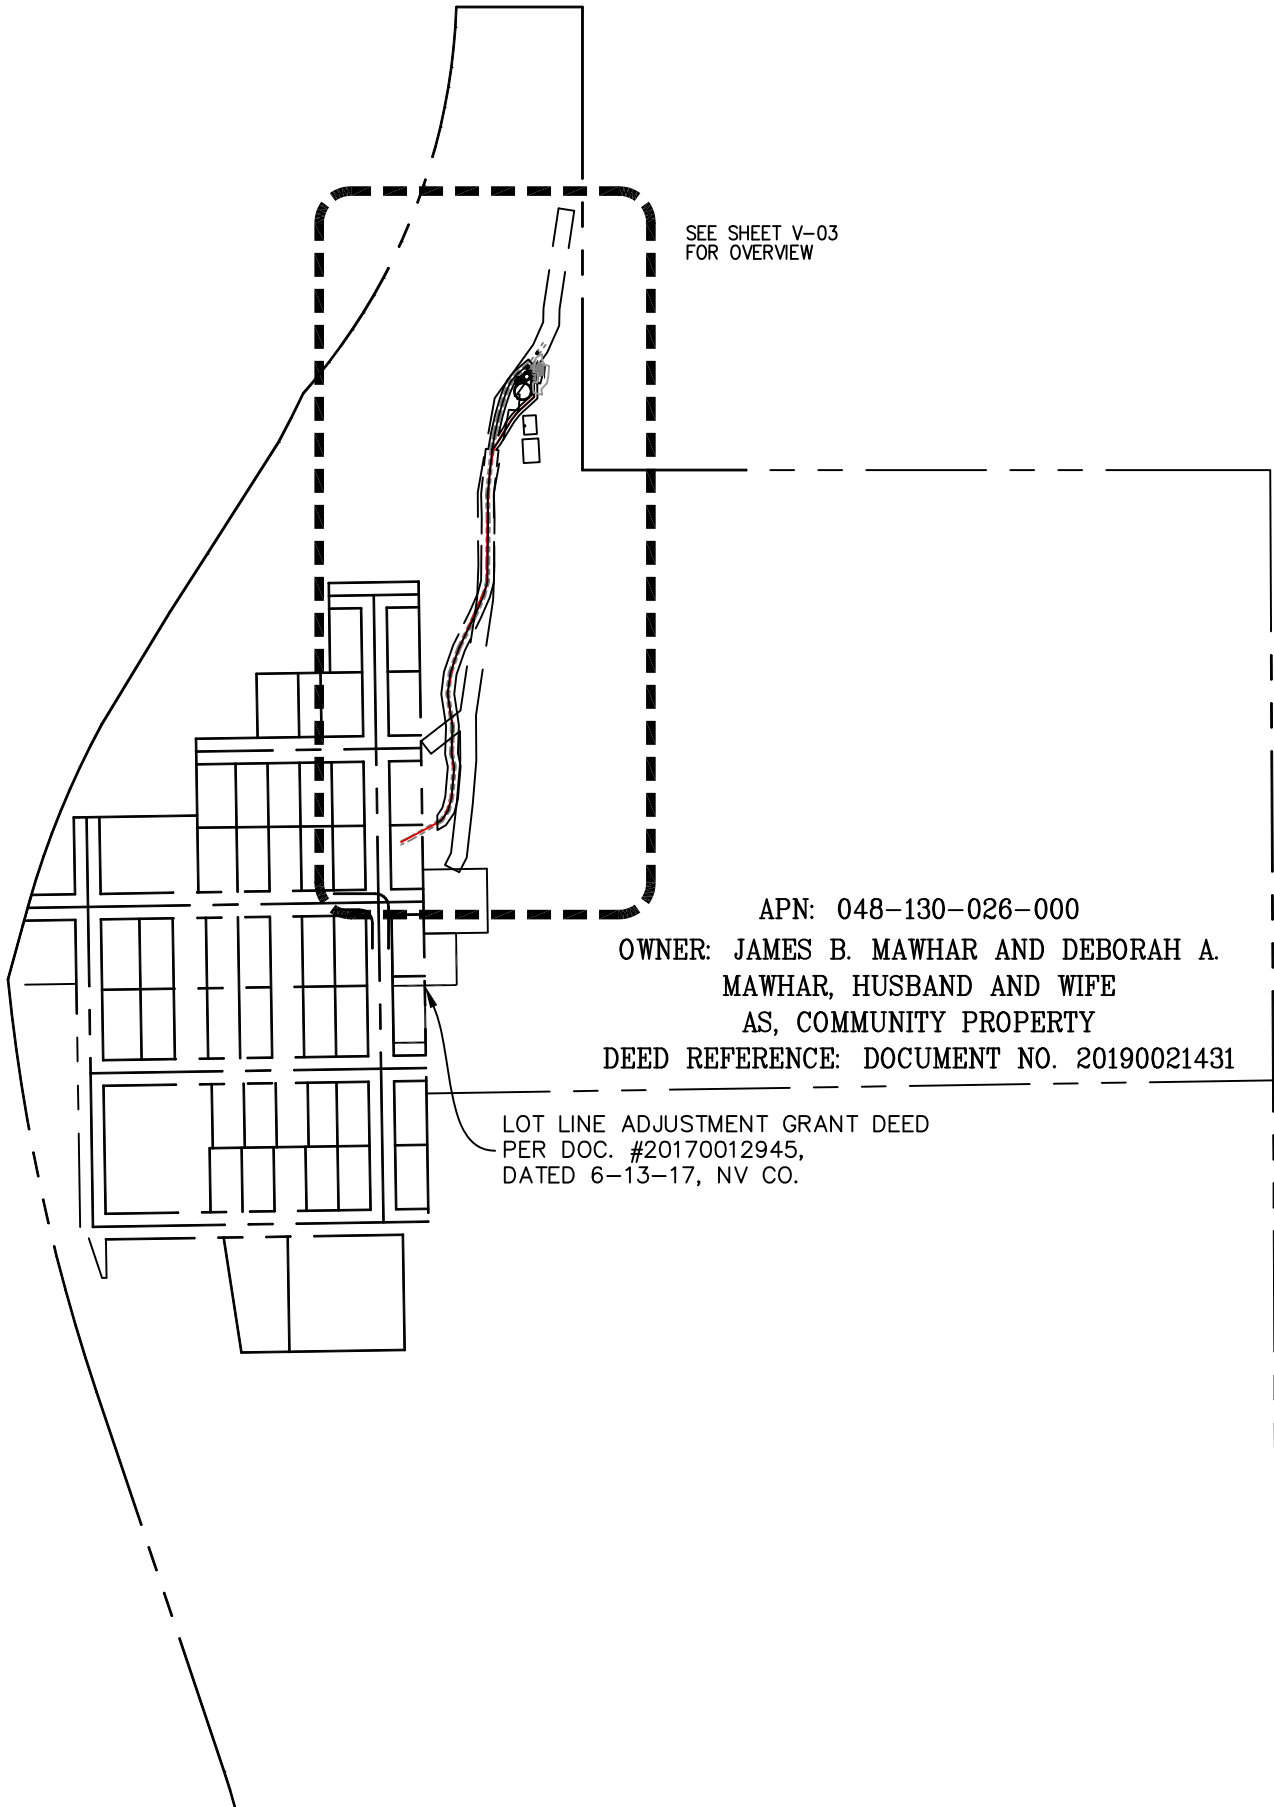 SEE SHEET V-03
FOR OVERVIEW
APN: 048-130-026-000
OWNER: JAMES B. MAWHAR AND DEBORAH A.
MAWHAR, HUSBAND AND WIFE
AS, COMMUNITY PROPERTY
DEED REFERENCE: DOCUMENT NO. 20190021431
LOT LINE ADJUSTMENT GRANT DEED
PER DOC. #20170012945,
DATED 6-13-17, NV CO.